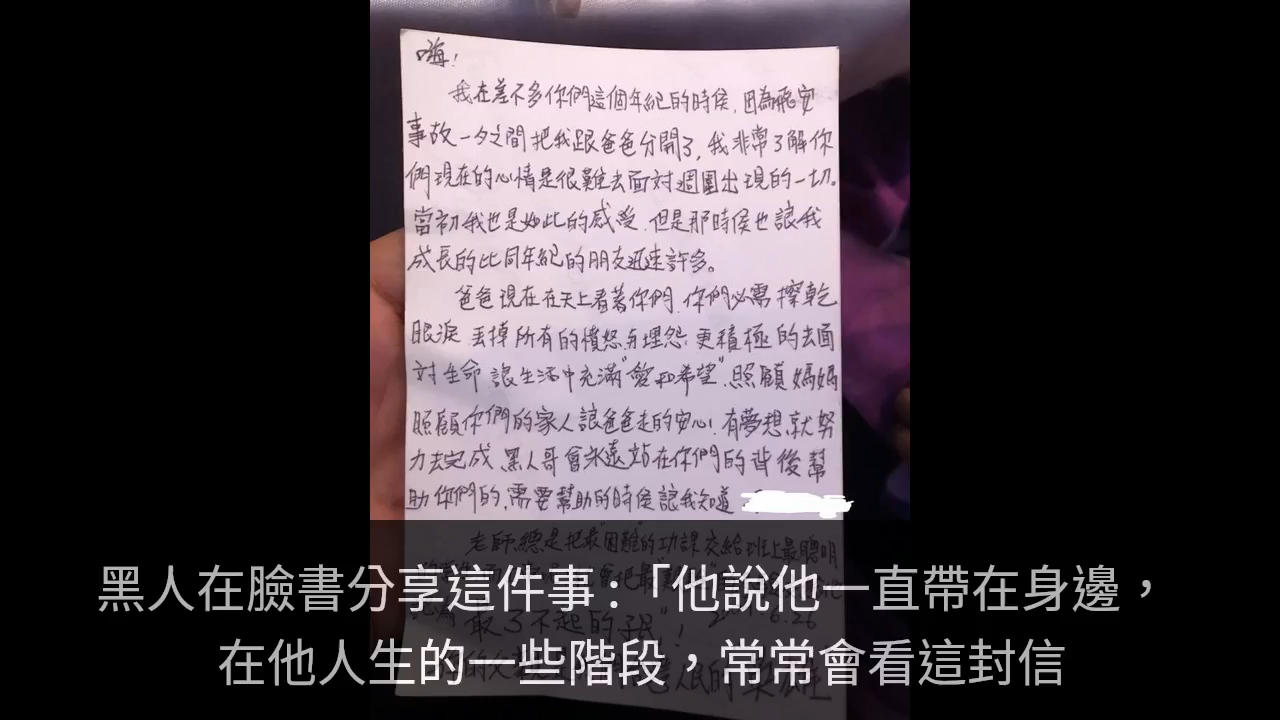 嗨!
我在差不多你們這個年紀的時侯,因為飛安
事故一夕之間把我跟爸爸分開了,我非常了解你
們現在的心情是很難去面對週圍出現的一切。
當初我也是如此的感受,但是那時侯也讓我
成長的比同年紀的朋友迅速許多。
爸爸現在在天上看著你們,你們必需擦乾
眼淚 丟掉所有的憤怒与埋怨;更積極的去面
對生命 讓生活中充滿"愛和希望",照顧媽媽
照顧你們的家人讓爸爸走的安心!有夢想就努
力去完成,黑人哥會永遠站在你們的背後幫
助你們的,需要幫助的時侯讓我知道
老師總是把最"困難"的功課交給班上最聰明
最了不起的子民"!
黑人在臉書分享這件事:「他說他一直帶在身邊,
在他人生的一些階段,常常會看這封信